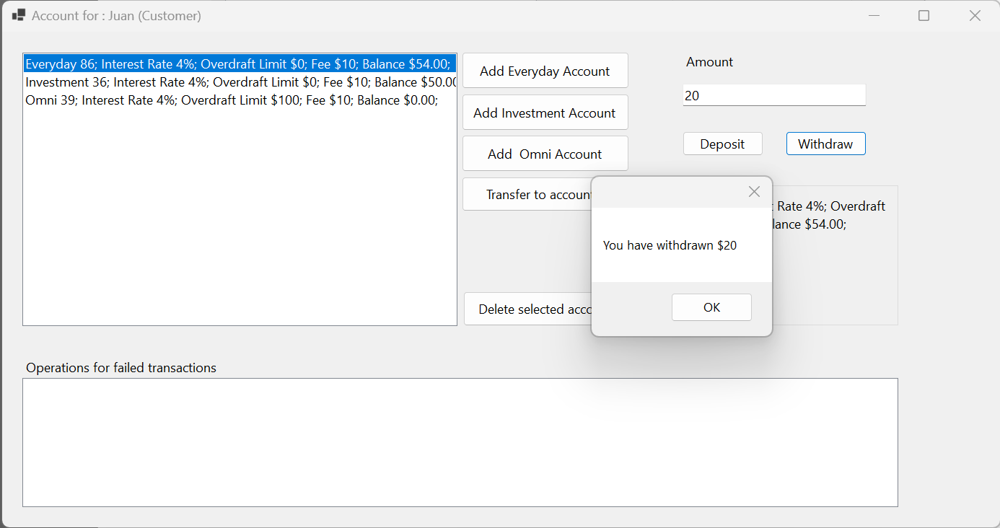 Account for : Juan (Customer)
Everyday 86; Interest Rate 4%; Overdraft Limit $0; Fee $10; Balance $54.00;
Investment 36; Interest Rate 4%; Overdraft Limit $0; Fee $10; Balance $50.00
Omni 39; Interest Rate 4%; Overdraft Limit $100; Fee $10; Balance $0.00;
Add Everyday Account
Add Investment Account
Add  Omni Account
Transfer to account
Delete selected
Amount
20
Deposit
Withdraw
Rate 4%; Overdraft
$54.00;
You have withdrawn $20
OK
Operations for failed transactions